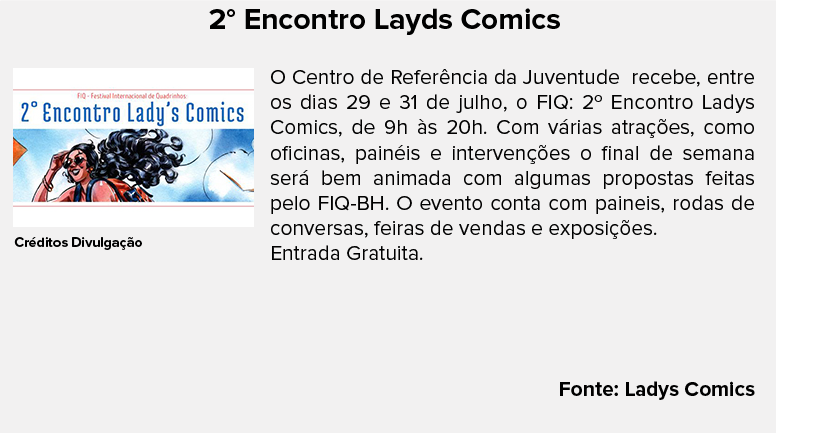 2° Encontro Layds Comics
FIQ - Festival Internacional de Quadrinhos:
2° Encontro Lady's Comics
Créditos Divulgação
O Centro de Referência da Juventude recebe, entre
os dias 29 e 31 de julho, o FIQ: 2º Encontro Ladys
Comics, de 9h às 20h. Com várias atrações, como
oficinas, painéis e intervenções o final de semana
será bem animada com algumas propostas feitas
pelo FIQ-BH. O evento conta com paineis, rodas de
conversas, feiras de vendas e exposições.
Entrada Gratuita.
Fonte: Ladys Comics